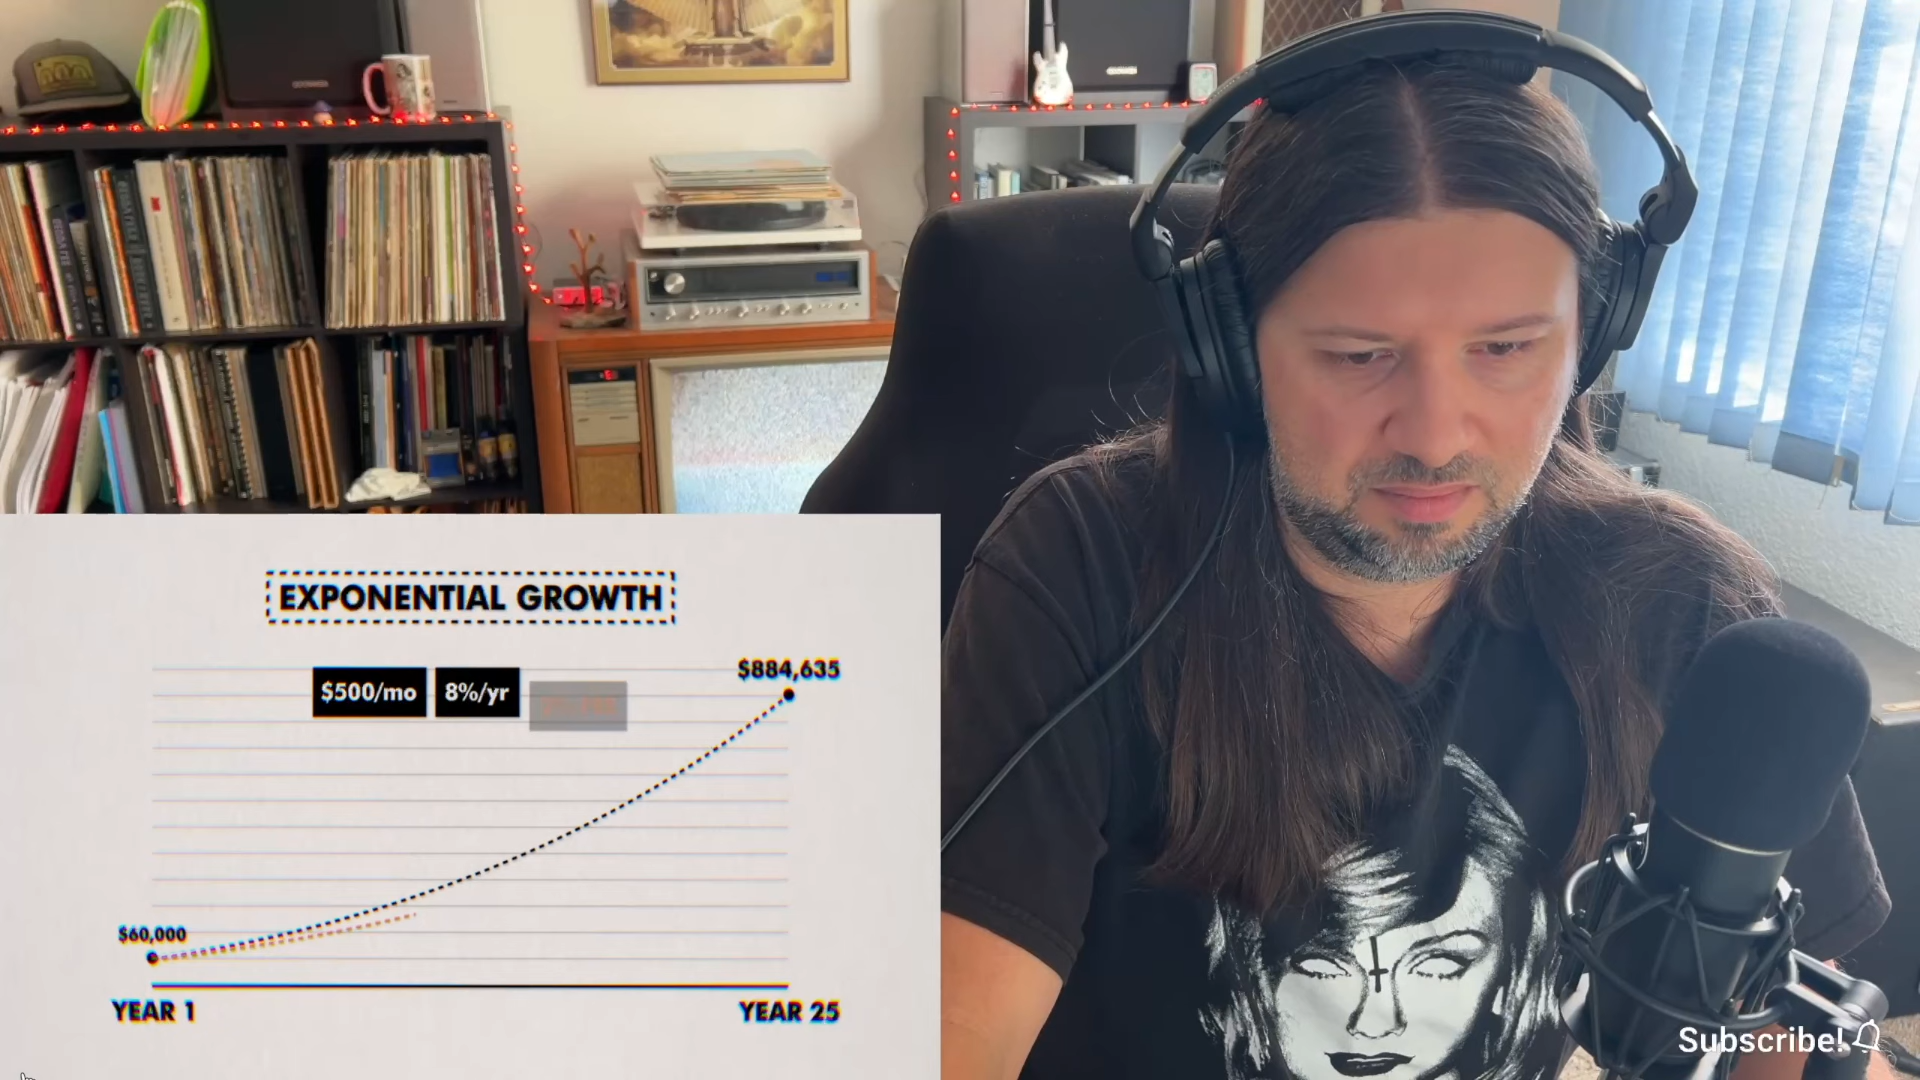 EXPONENTIAL GROWTH
$500/mo 8%/yr
$884,635
$60,000
YEAR 1 YEAR 25
Subscribe!